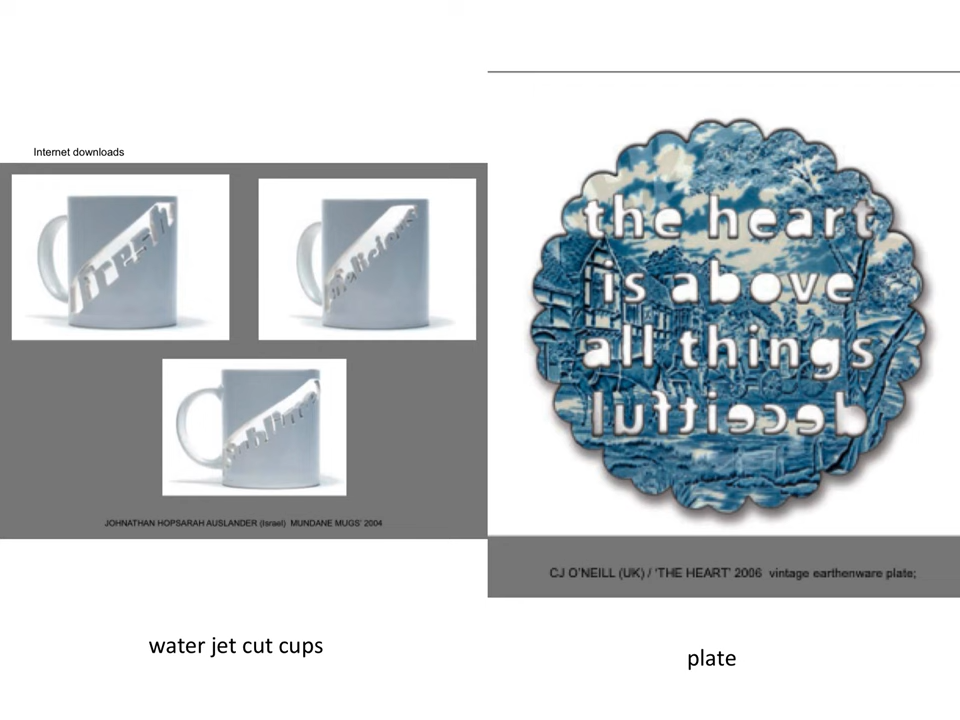 Internet downloads
fresh
delicious
sublime
JOHNATHAN HOPSARAH AUSLANDER (Israel) MUNDANE MUGS' 2004
water jet cut cups
the heart
is above
all things
deceitful
CJ O'NEILL (UK) / 'THE HEART' 2006 vintage earthenware plate;
plate